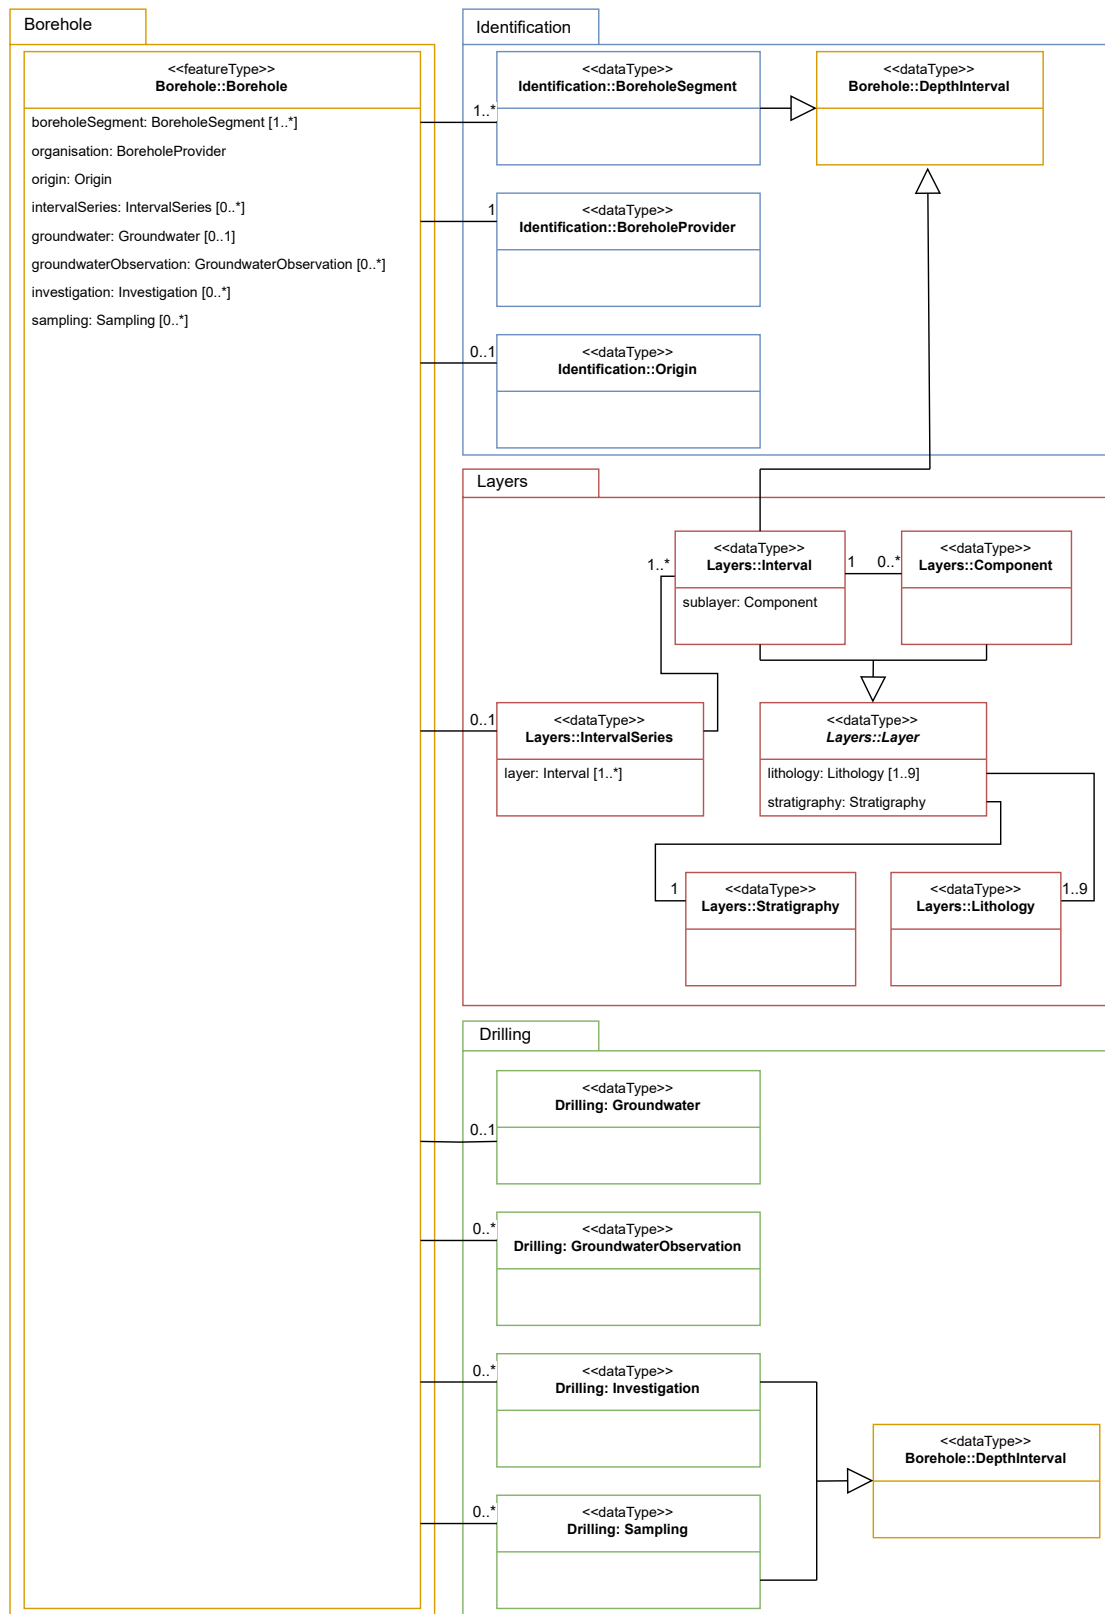 Borehole
<<featureType>>
Borehole::Borehole
boreholeSegment: BoreholeSegment [1..*]
organisation: BoreholeProvider
origin: Origin
intervalSeries: IntervalSeries [0..*]
groundwater: Groundwater [0..1]
groundwaterObservation: GroundwaterObservation [0..*]
investigation: Investigation [0..*]
sampling: Sampling [0..*]
Identification
<<dataType>>
Identification::BoreholeSegment
1..*
<<dataType>>
Borehole::DepthInterval
1
<<dataType>>
Identification::BoreholeProvider
0..1
<<dataType>>
Identification::Origin
Layers
1..*
<<dataType>>
Layers::Interval
sublayer: Component
1
0..*
<<dataType>>
Layers::Component
0..1
<<dataType>>
Layers::IntervalSeries
layer: Interval [1..*]
<<dataType>>
Layers::Layer
lithology: Lithology [1..9]
stratigraphy: Stratigraphy
1
<<dataType>>
Layers::Stratigraphy
<<dataType>>
Layers::Lithology
1..9
Drilling
<<dataType>>
Drilling: Groundwater
0..1
<<dataType>>
Drilling: GroundwaterObservation
0..*
<<dataType>>
Drilling: Investigation
0..*
<<dataType>>
Borehole::DepthInterval
<<dataType>>
Drilling: Sampling
0..*